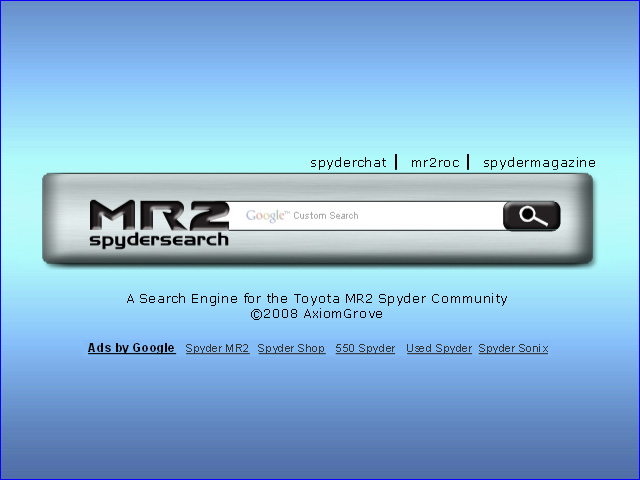 spyderchat | mr2roc | spydermagazine
MR2
spydersearch
Google™ Custom Search
A Search Engine for the Toyota MR2 Spyder Community
©2008 AxiomGrove
Ads by Google Spyder MR2 Spyder Shop 550 Spyder Used Spyder Spyder Sonix